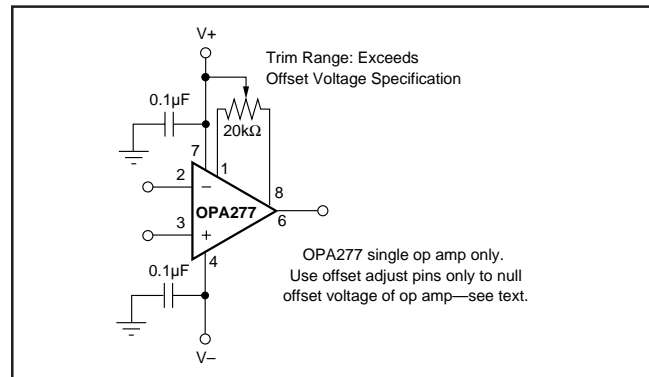 V+
Trim Range: Exceeds
Offset Voltage Specification
0.1µF
20kΩ
7
1
2
–
8
OPA277
6
3
+
4
OPA277 single op amp only.
Use offset adjust pins only to null
offset voltage of op amp—see text.
0.1µF
V–